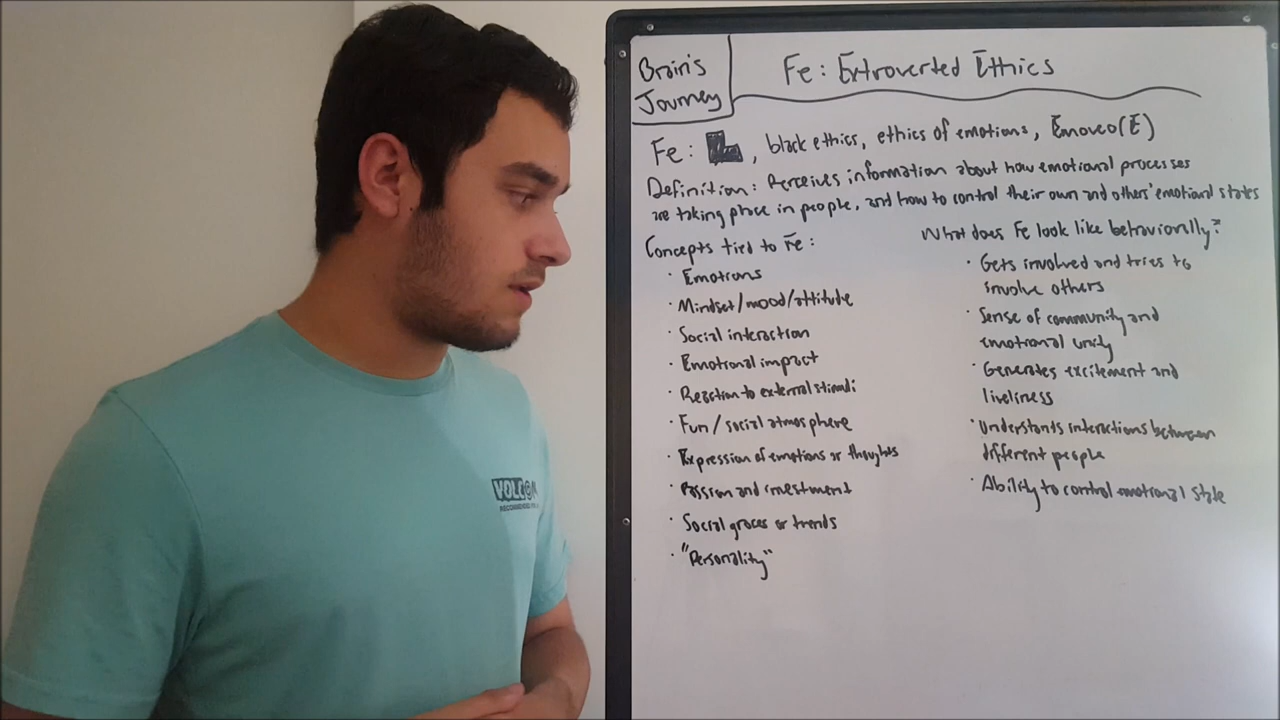 Brain's
Journey
Fe: Extroverted Ethics
Fe: , black ethics, ethics of emotions, Emoveo (E)
Definition: Perceives information about how emotional processes
are taking place in people, and how to control their own and others' emotional states
Concepts tied to Fe:
· Emotions
· Mindset/mood/attitude
· Social interaction
· Emotional impact
· Reaction to external stimuli
· Fun/social atmosphere
· Expression of emotions or thoughts
· Passion and investment
· Social graces or trends
· "Personality"
What does Fe look like behaviorally?
· Gets involved and tries to
involve others
· Sense of community and
emotional unity
· Generates excitement and
liveliness
· Understands interactions between
different people
· Ability to control emotional state
VOLCOM
RECOMMENDED